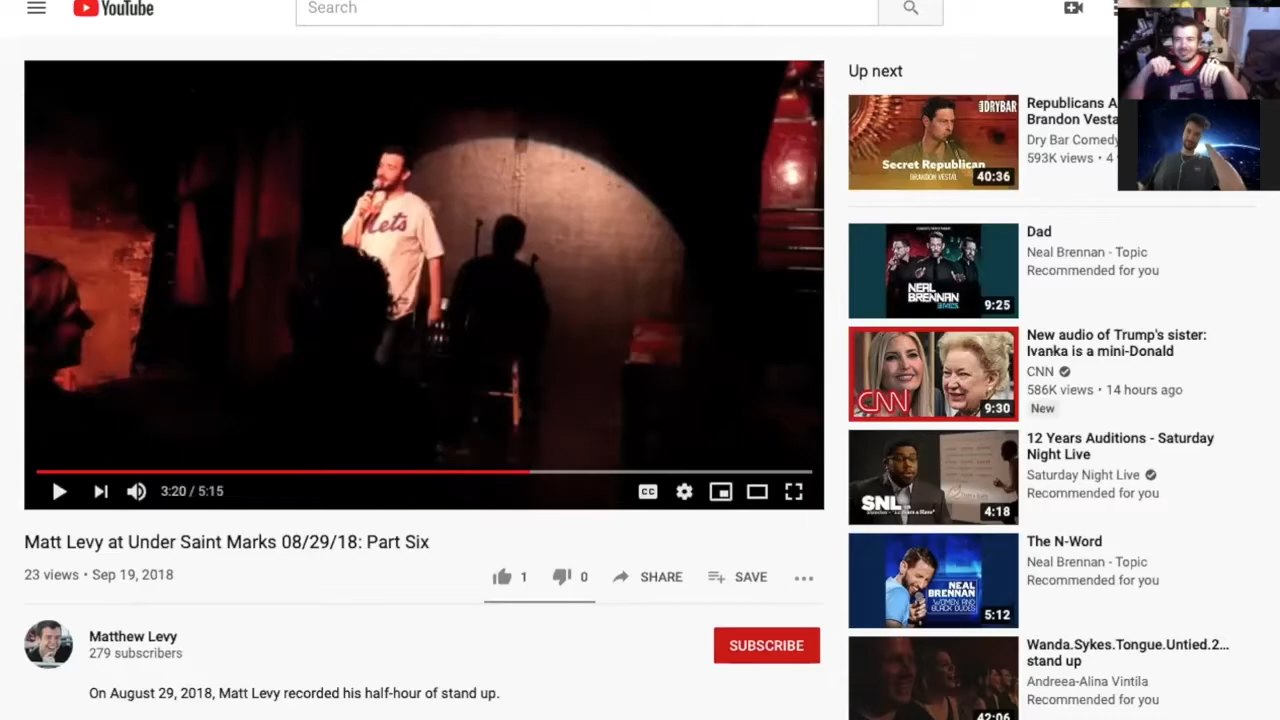 YouTube
Search
Up next
Mets
3:20 / 5:15
CC
Matt Levy at Under Saint Marks 08/29/18: Part Six
23 views • Sep 19, 2018
1
0
SHARE
SAVE
Matthew Levy
279 subscribers
SUBSCRIBE
On August 29, 2018, Matt Levy recorded his half-hour of stand up.
DRYBAR
Secret Republican
BRANDON VESTAL
40:36
Republicans A
Brandon Vesta
Dry Bar Comedy
593K views • 4
NEAL
BRENNAN
9:25
Dad
Neal Brennan - Topic
Recommended for you
CNN
9:30
New audio of Trump's sister:
Ivanka is a mini-Donald
CNN
586K views • 14 hours ago
New
SNL
4:18
12 Years Auditions - Saturday
Night Live
Saturday Night Live
Recommended for you
NEAL
BRENNAN
WOMEN AND
BLACK DUDES
5:12
The N-Word
Neal Brennan - Topic
Recommended for you
42:06
Wanda.Sykes.Tongue.Untied.2...
stand up
Andreea-Alina Vintila
Recommended for you